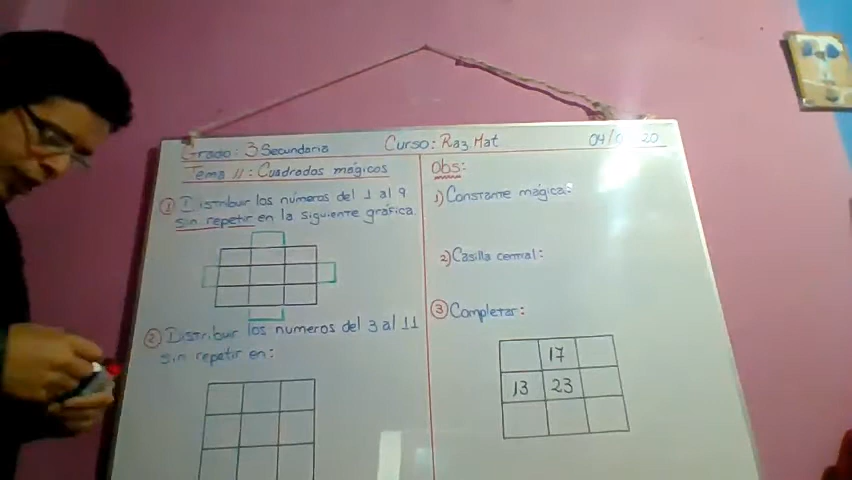 Grado: 3 Secundaria
Curso: Raz Mat
Tema 11: Cuadrados mágicos
① Distribuir los números del 1 al 9
sin repetir en la siguiente gráfica.
② Distribuir los numeros del 3 al 11
sin repetir en:
Obs:
1) Constante mágica:
2) Casilla central:
③ Completar:
17
13 23